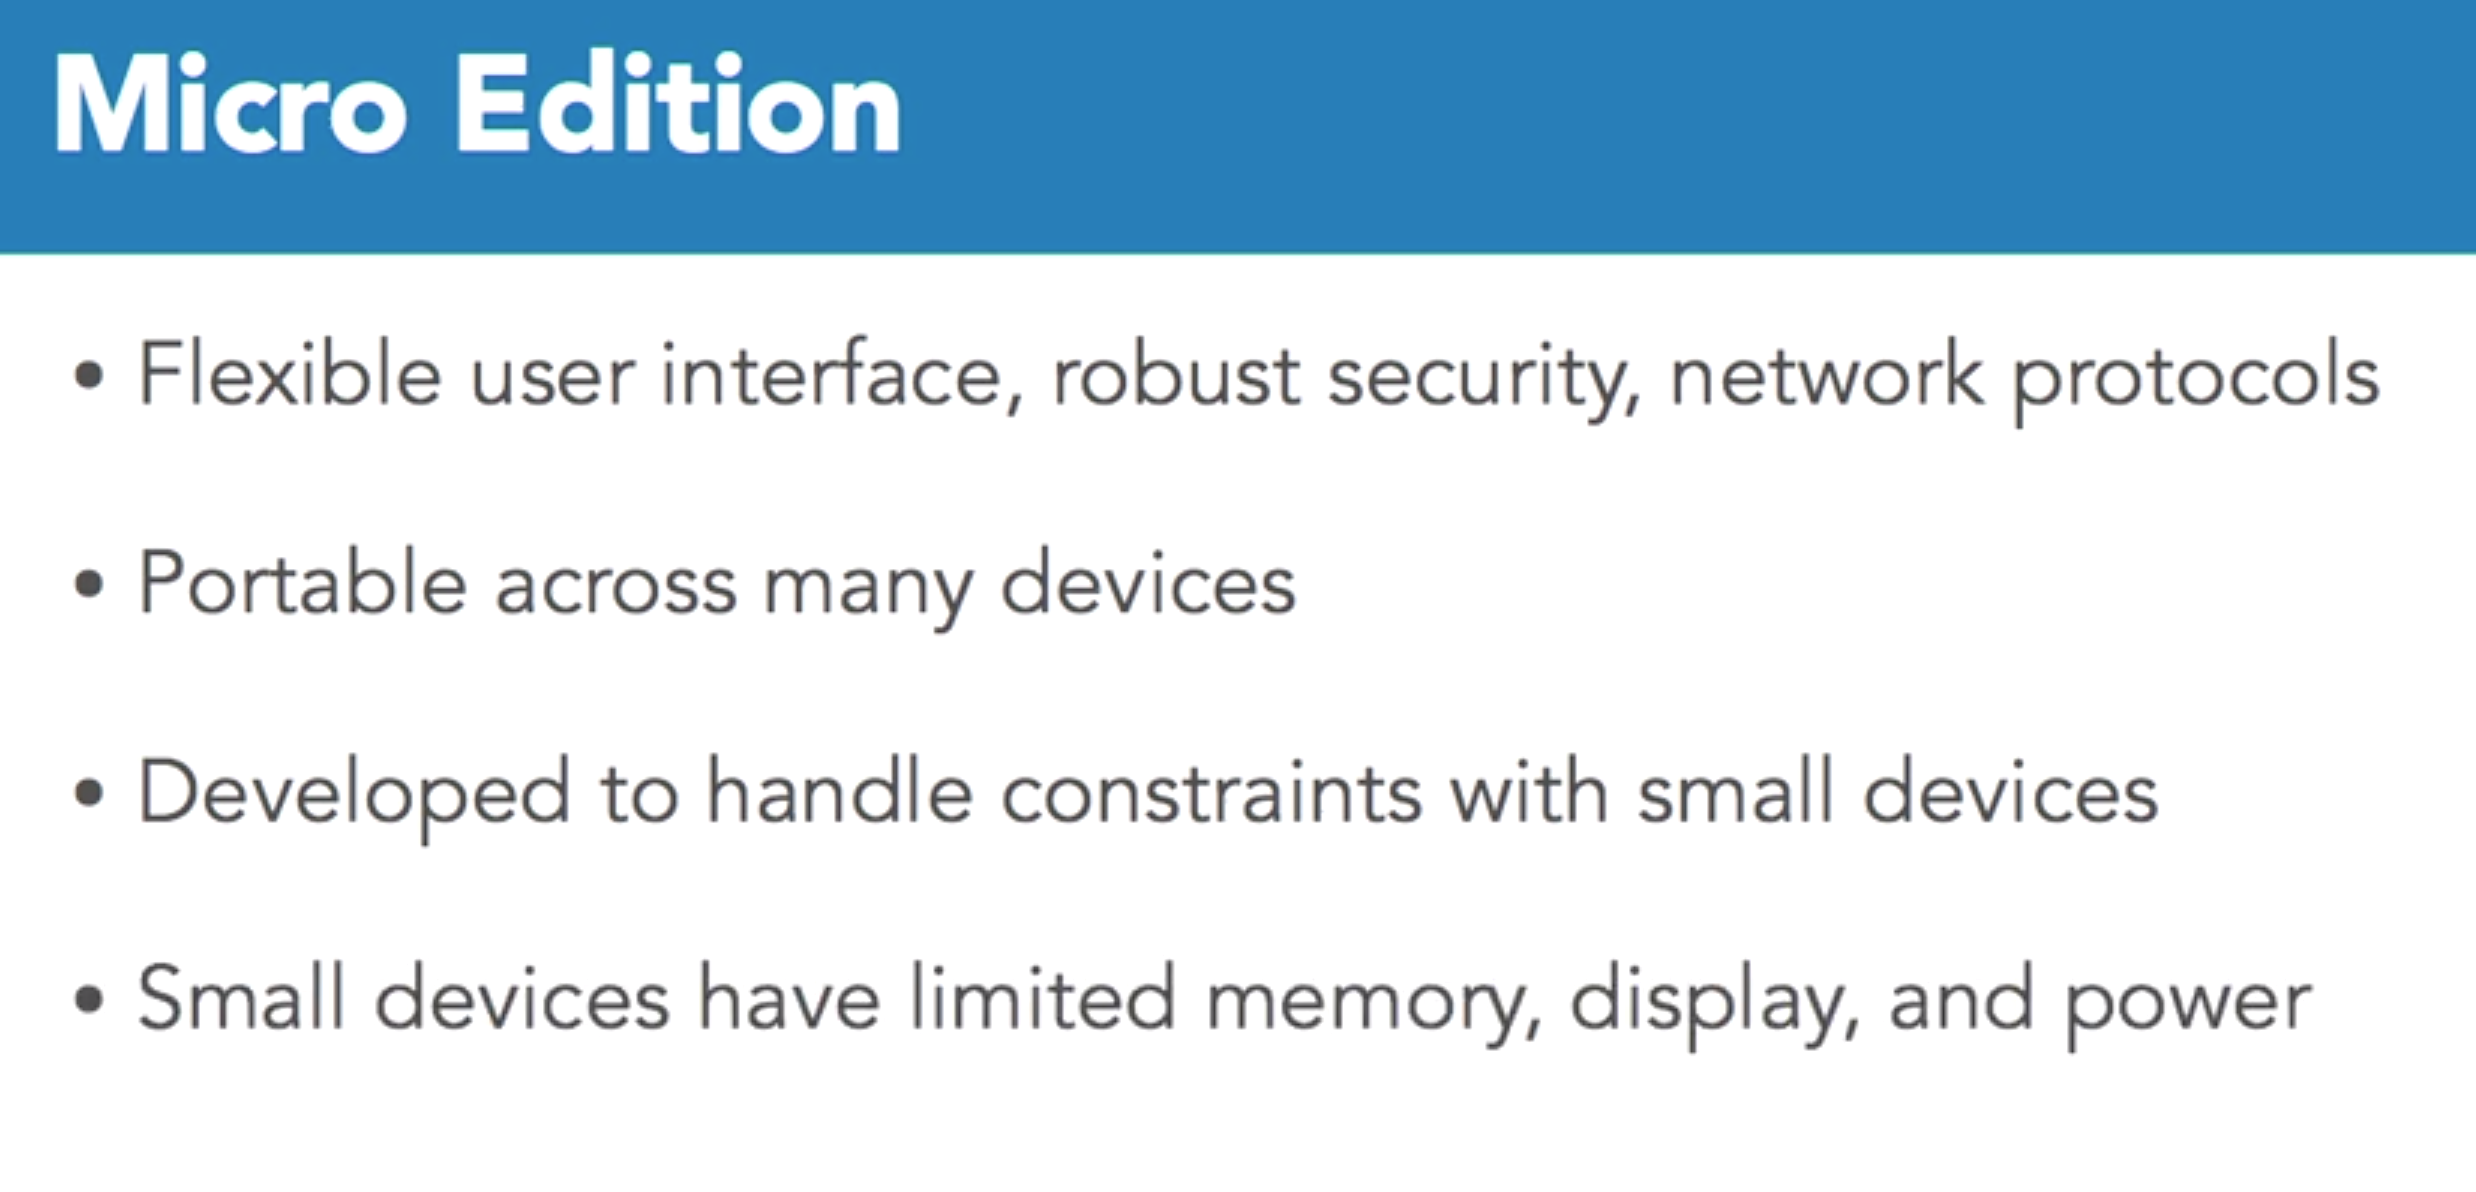 Micro Edition
• Flexible user interface, robust security, network protocols
• Portable across many devices
• Developed to handle constraints with small devices
• Small devices have limited memory, display, and power